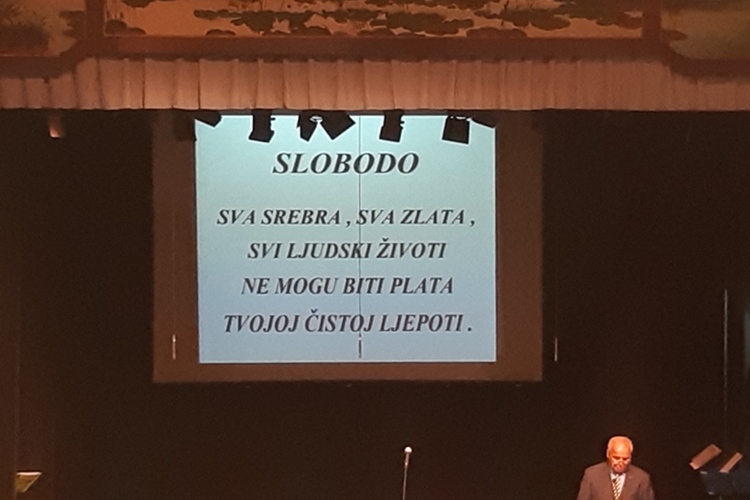 SLOBODO
SVA SREBRA , SVA ZLATA ,
SVI LJUDSKI ŽIVOTI
NE MOGU BITI PLATA
TVOJOJ ČISTOJ LJEPOTI .